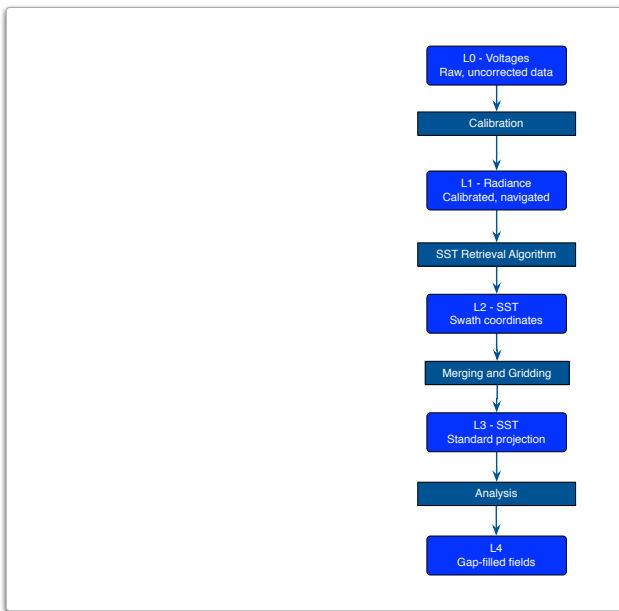 L0 - Voltages
Raw, uncorrected data
Calibration
L1 - Radiance
Calibrated, navigated
SST Retrieval Algorithm
L2 - SST
Swath coordinates
Merging and Gridding
L3 - SST
Standard projection
Analysis
L4
Gap-filled fields